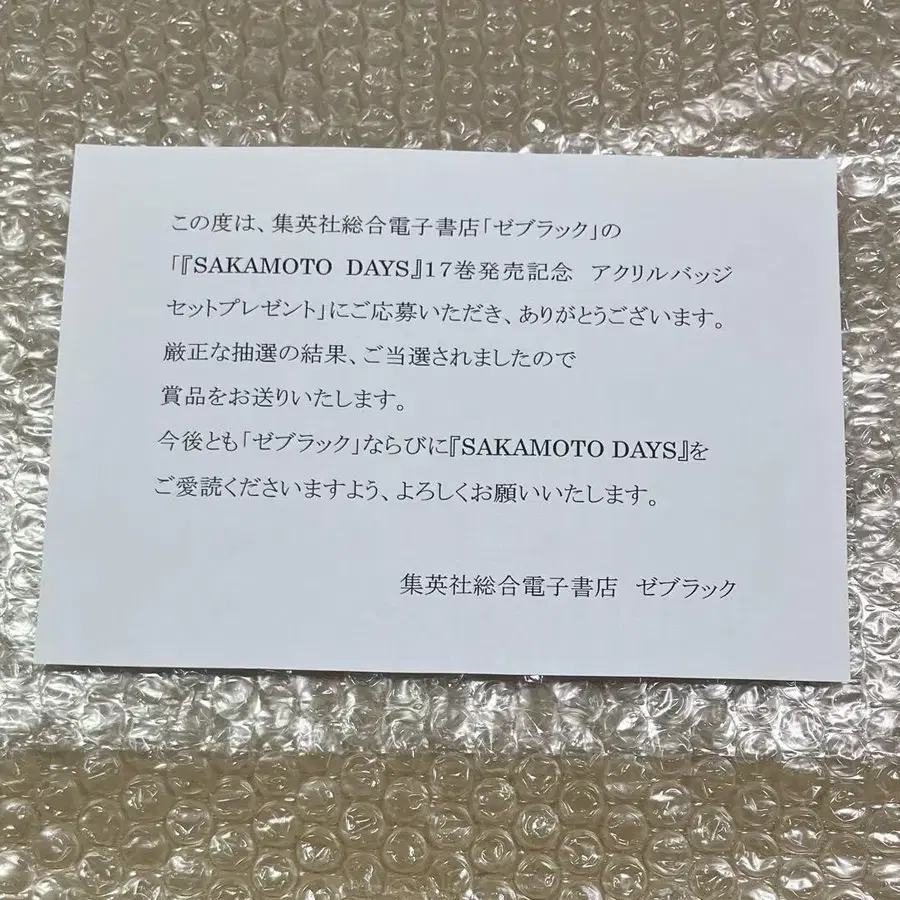 この度は、集英社総合電子書店「ゼブラック」の
「『SAKAMOTO DAYS』17巻発売記念　アクリルバッジ
セットプレゼント」にご応募いただき、ありがとうございます。
厳正な抽選の結果、ご当選されましたので
賞品をお送りいたします。
今後とも「ゼブラック」ならびに『SAKAMOTO DAYS』を
ご愛読くださいますよう、よろしくお願いいたします。
集英社総合電子書店　ゼブラック